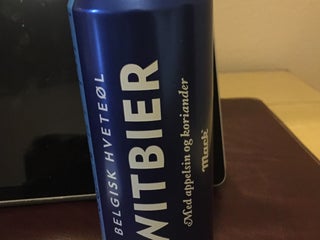 BELGISK HVETEØL
WITBIER
Med appelsin og koriander
Mack